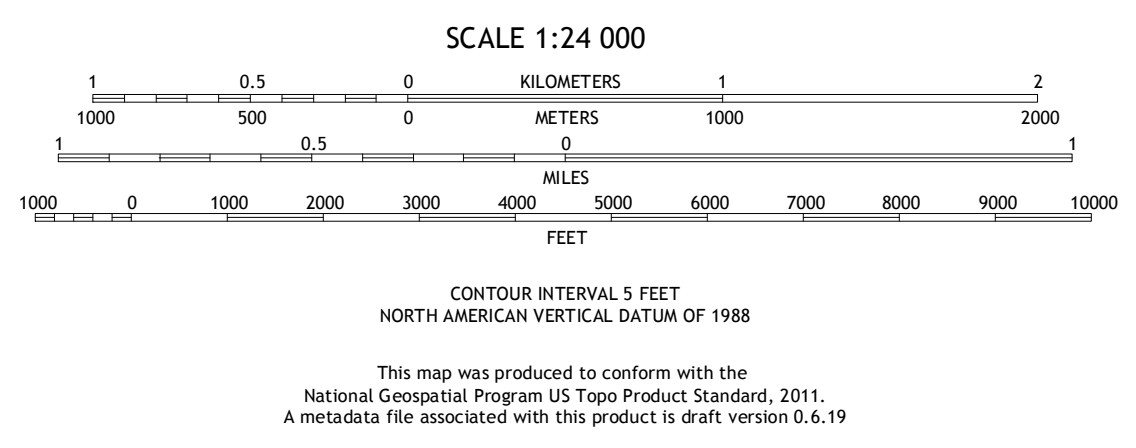 SCALE 1:24 000
1 0.5 0 KILOMETERS 1 2
1000 500 0 METERS 1000 2000
1 0.5 0 1
MILES
1000 0 1000 2000 3000 4000 5000 6000 7000 8000 9000 10000
FEET
CONTOUR INTERVAL 5 FEET
NORTH AMERICAN VERTICAL DATUM OF 1988
This map was produced to conform with the
National Geospatial Program US Topo Product Standard, 2011.
A metadata file associated with this product is draft version 0.6.19